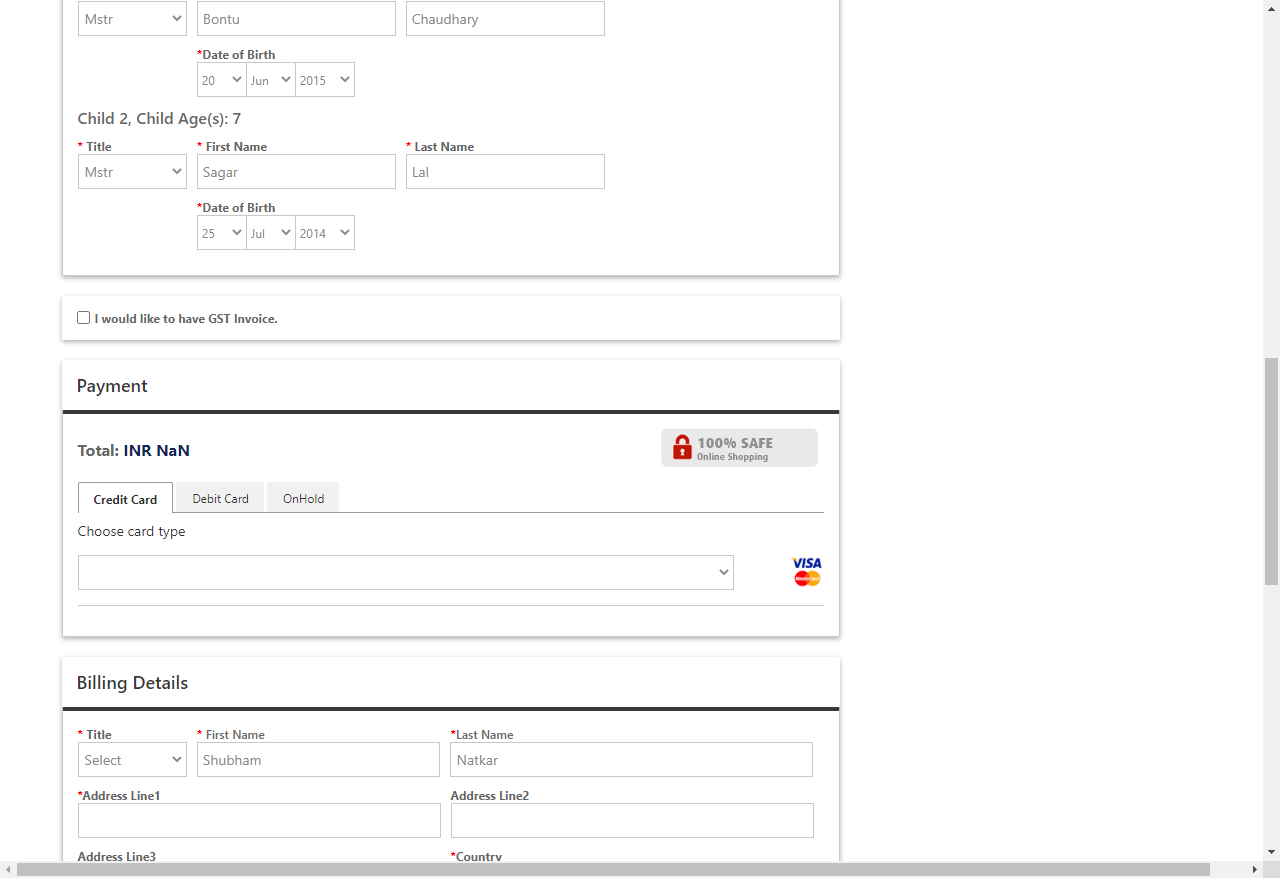 Mstr Bontu Chaudhary
*Date of Birth
20 Jun 2015
Child 2, Child Age(s): 7
* Title * First Name * Last Name
Mstr Sagar Lal
*Date of Birth
25 Jul 2014
I would like to have GST Invoice.
Payment
Total: INR NaN
100% SAFE
Online Shopping
Credit Card Debit Card OnHold
Choose card type
VISA
MasterCard
Billing Details
* Title * First Name *Last Name
Select Shubham Natkar
*Address Line1 Address Line2
Address Line3 *Country